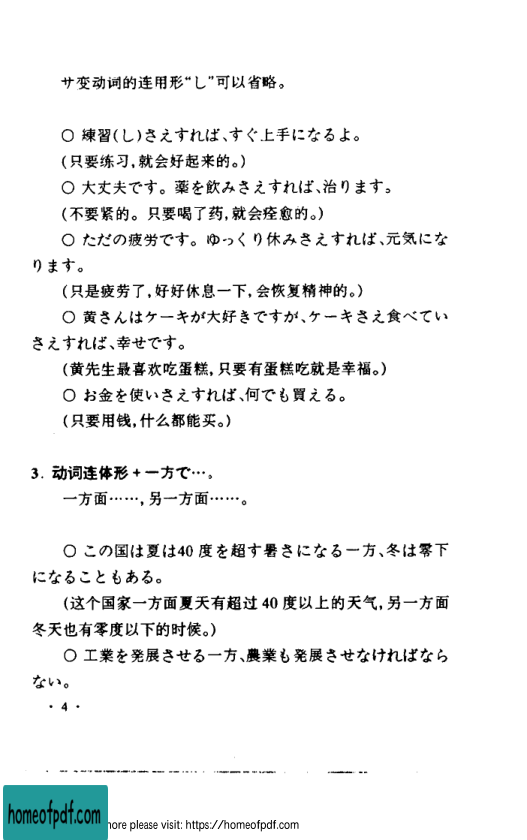 サ变动词的连用形“し”可以省略。
○ 練習(し)さえすれば、すぐ上手になるよ。
(只要练习,就会好起来的。)
○ 大丈夫です。薬を飲みさえすれば、治ります。
(不要紧的。只要喝了药,就会痊愈的。)
○ ただの疲労です。ゆっくり休みさえすれば、元気にな
ります。
(只是疲劳了,好好休息一下,会恢复精神的。)
○ 黄さんはケーキが大好きですが、ケーキさえ食べてい
さえすれば、幸せです。
(黄先生最喜欢吃蛋糕,只要有蛋糕吃就是幸福。)
○ お金を使いさえすれば、何でも買える。
(只要用钱,什么都能买。)
3. 动词连体形+一方で…。
一方面……,另一方面……。
○ この国は夏は40 度を超す暑さになる一方、冬は零下
になることもある。
(这个国家一方面夏天有超过 40 度以上的天气,另一方面
冬天也有零度以下的时候。)
○ 工業を発展させる一方、農業も発展させなければなら
ない。
· 4 ·
homeofpdf.com
more please visit: https://homeofpdf.com